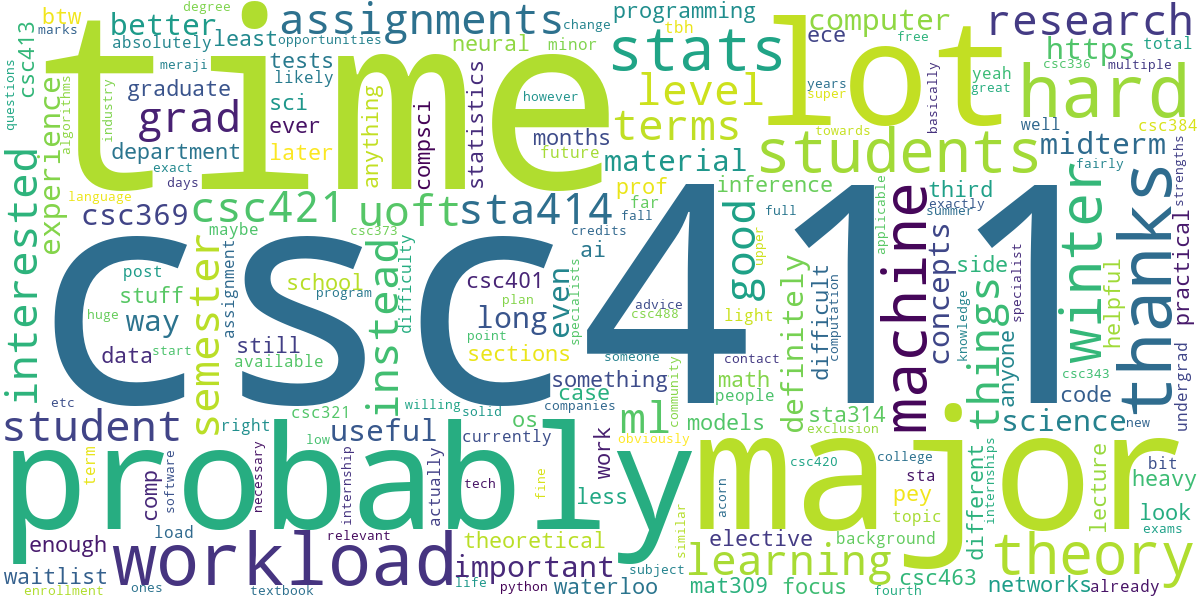 degree
btw
marks
better
assignments
change
programming
tbh
computer
free
research
absolutely
least
opportunities
neural
minor
stats
ece
https
total
csc413
meraji
tests
likely
time
lot
csc336
multiple
questions
algorithms
industry
graduate
sci
however
level
years
super
basically
yeah
great
hard
grad
ever
statistics
compsci
anything
months
future
terms
towards
well
csc384
department
later
material
students
midterm
fairly
exact
days
experience
language
prof
far
inference
third
exactly
strengths
interested
csc369
csc421
uoft
sta414
fall
credits
full
upper
good
applicable
summer
winter
thanks
practical
maybe
csc373
ai
machine
concepts
side
helpful
semester
assignment
post
stuff
way
huge
start
data
school
program
still
available
instead
difficulty
csc401
plan
long
point
sections
even
specialists
csc411
advice
csc488
light
someone
contact
math
people
definitely
difficult
computation
knowledge
specialist
things
anyone
csc343
code
undergrad
something
case
companies
community
etc
student
right
csc321
low
useful
willing
solid
os
currently
ml
obviously
models
sta314
exclusion
science
new
probably
major
term
comp
software
necessary
internship
actually
tech
fine
work
less
similar
acorn
csc420
college
sta
pey
topic
different
internships
lecture
bit
heavy
look
exams
enough
load
relevant
theoretical
elective
background
theory
waitlist
enrollment
ones
workload
textbook
life
python
important
waterloo
subject
learning
mat309
focus
csc463
fourth
networks
already